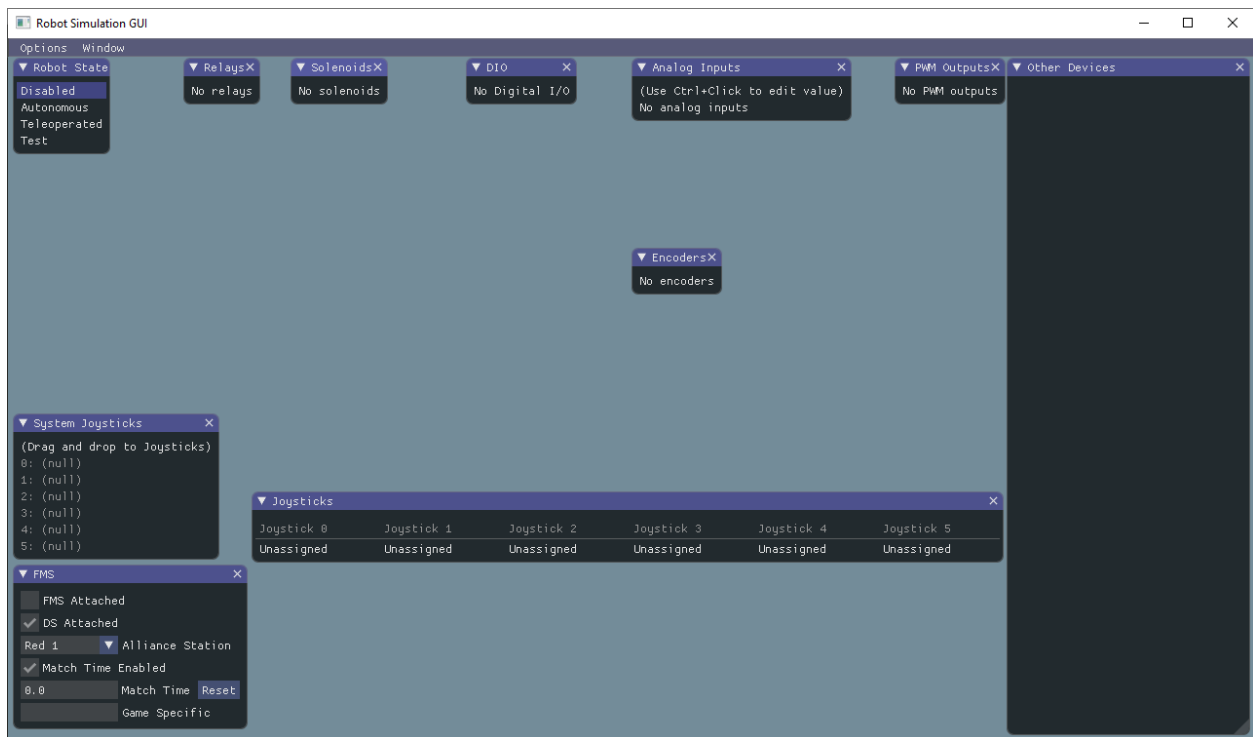 Robot Simulation GUI
Options Window
Robot State
Disabled
Autonomous
Teleoperated
Test
Relays
No relays
Solenoids
No solenoids
DIO
No Digital I/O
Analog Inputs
(Use Ctrl+Click to edit value)
No analog inputs
PWM Outputs
No PWM outputs
Other Devices
Encoders
No encoders
System Joysticks
(Drag and drop to Joysticks)
0: (null)
1: (null)
2: (null)
3: (null)
4: (null)
5: (null)
Joysticks
Joystick 0 Joystick 1 Joystick 2 Joystick 3 Joystick 4 Joystick 5
Unassigned Unassigned Unassigned Unassigned Unassigned Unassigned
FMS
FMS Attached
DS Attached
Red 1 Alliance Station
Match Time Enabled
0.0 Match Time Reset
Game Specific